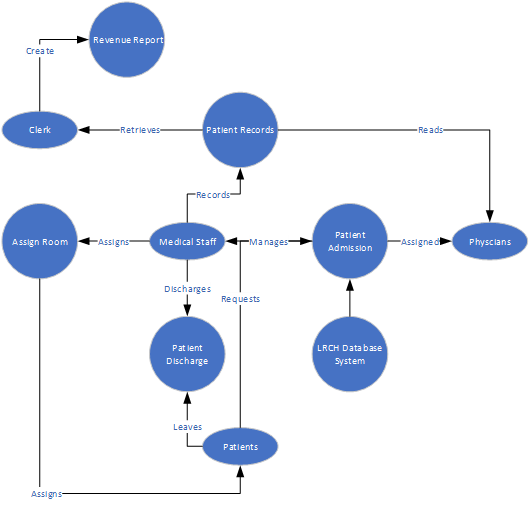 Revenue Report
Create
Clerk
Retrieves
Patient Records
Reads
Records
Assign Room
Assigns
Medical Staff
Manages
Patient
Admission
Assigned
Physcians
Discharges
Requests
Patient
Discharge
LRCH Database
System
Leaves
Patients
Assigns